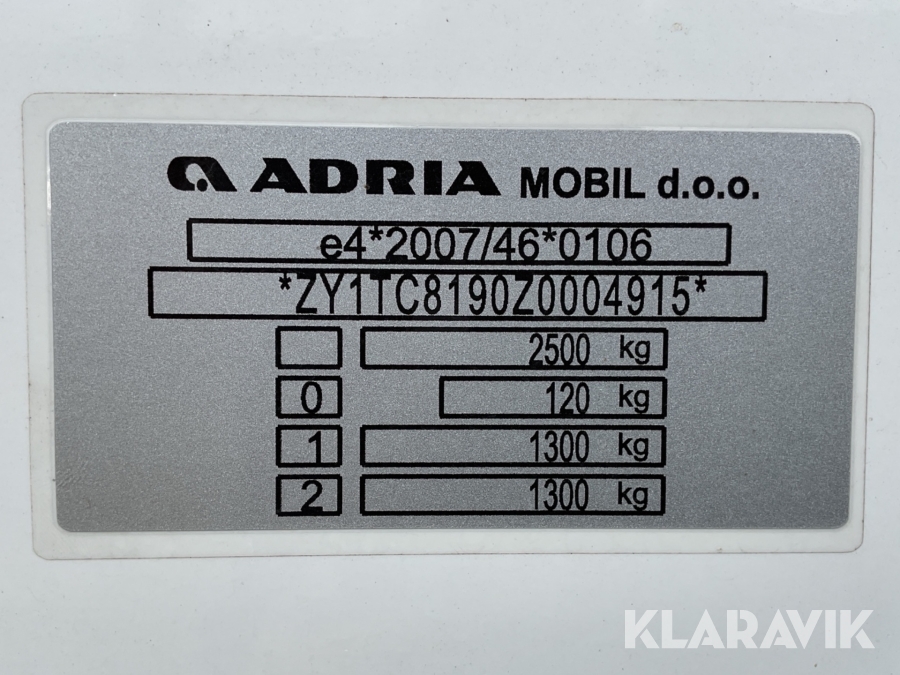 ADRIA MOBIL d.o.o.
e4*2007/46*0106
*ZY1TC8190Z0004915*
2500 kg
0 120 kg
1 1300 kg
2 1300 kg
KLARAVIK